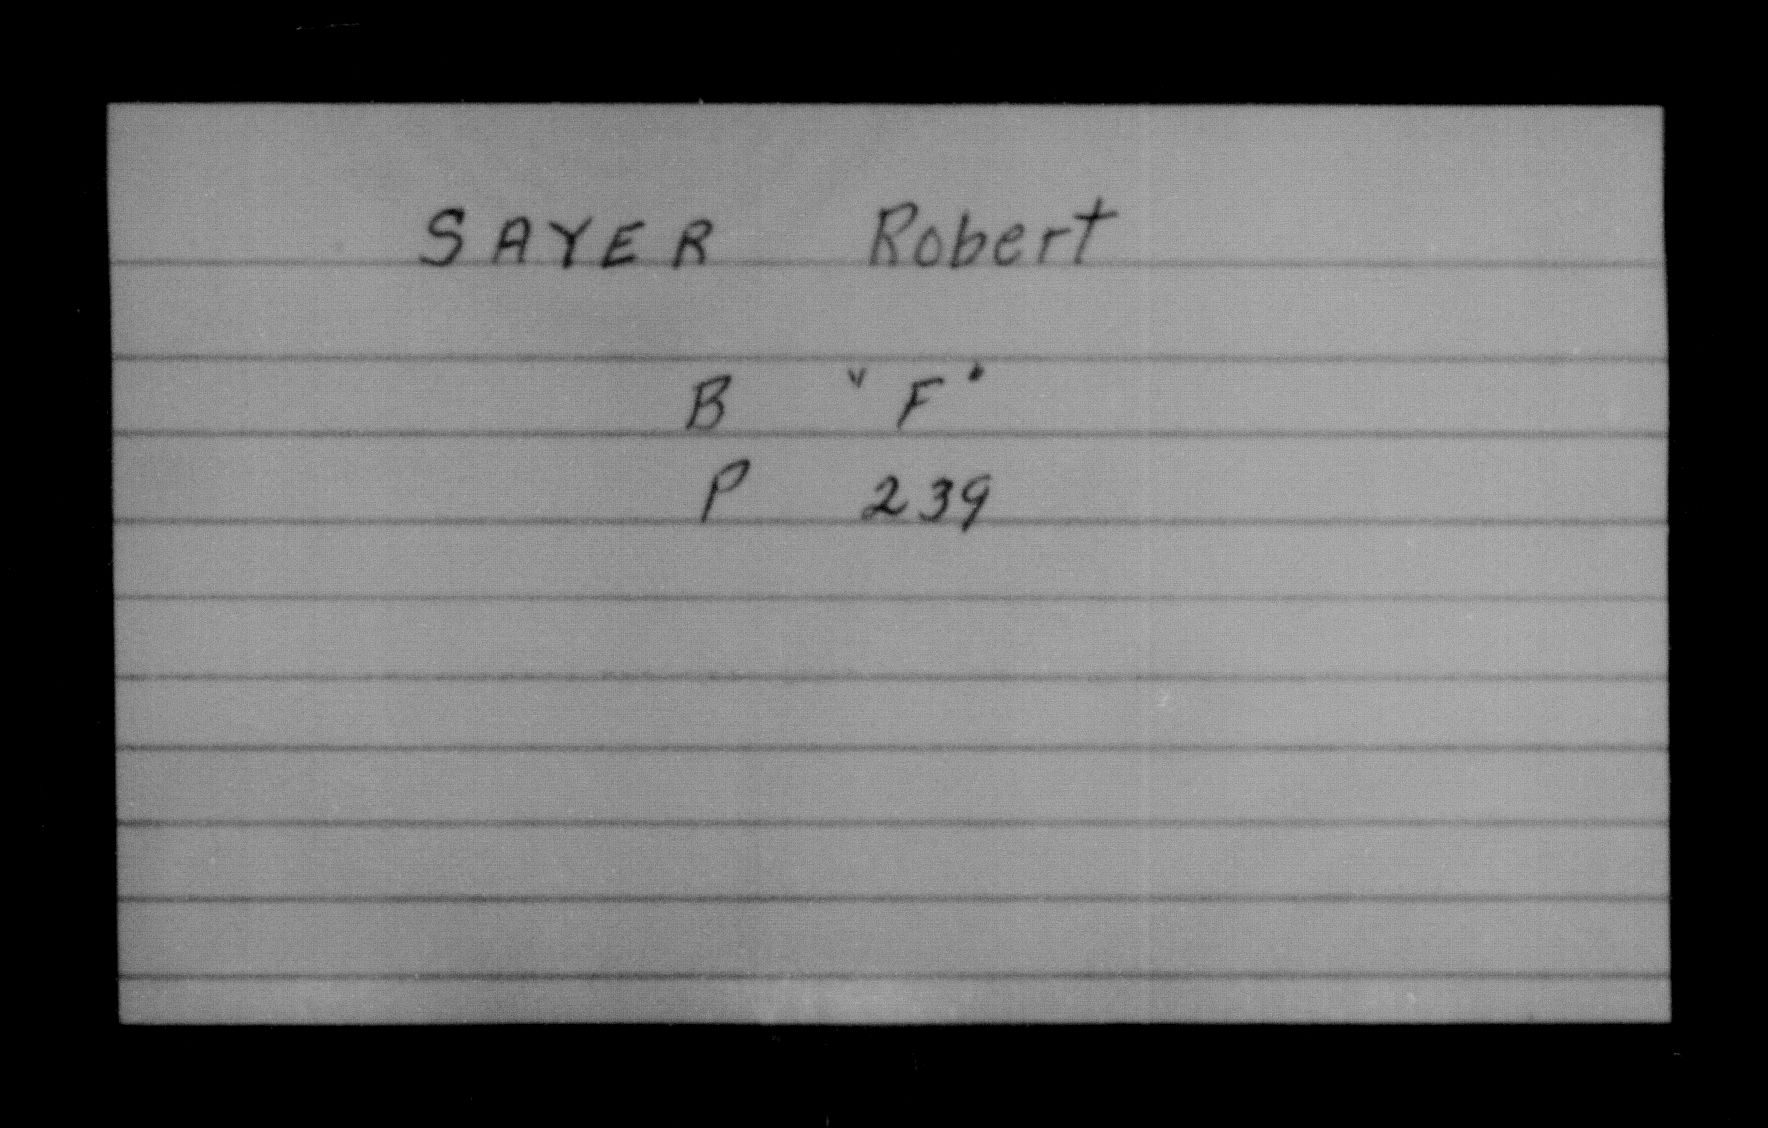 SAYER Robert
B "F"
P 239